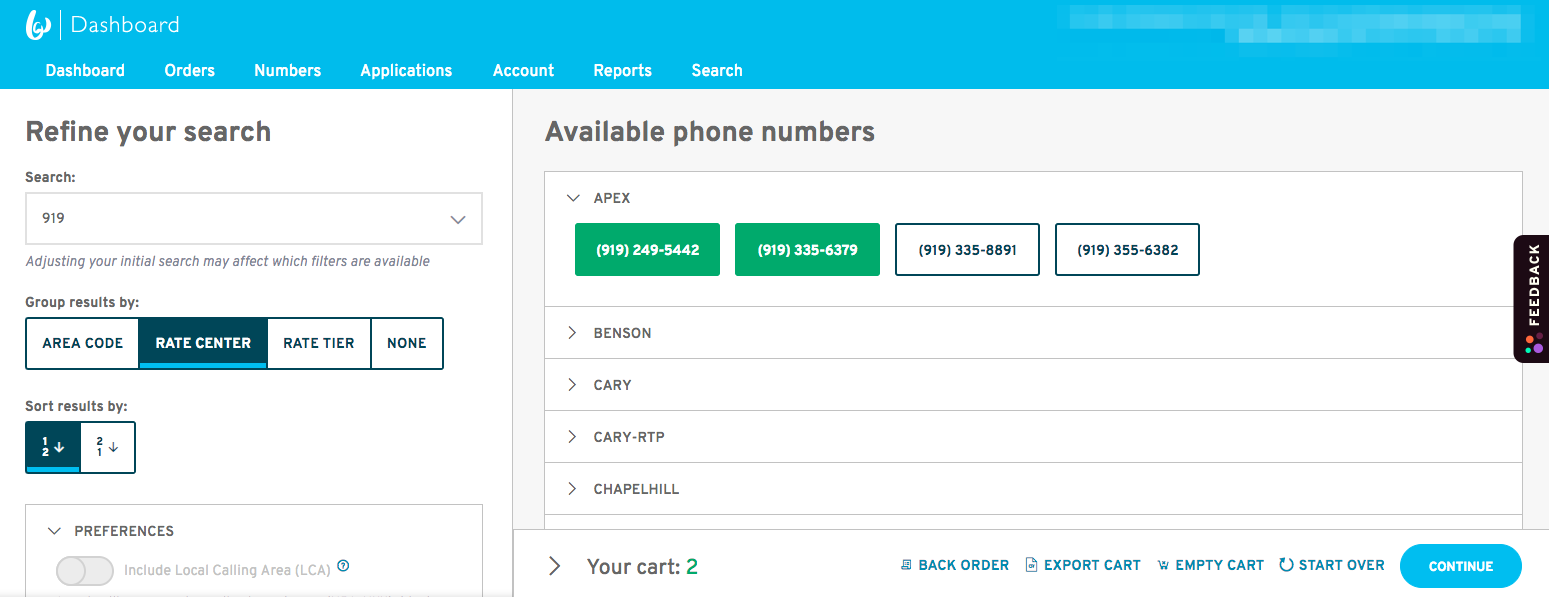 Dashboard
Dashboard Orders Numbers Applications Account Reports Search
Refine your search
Search:
919
Adjusting your initial search may affect which filters are available
Group results by:
AREA CODE RATE CENTER RATE TIER NONE
Sort results by:
1 2
2 1
PREFERENCES
Include Local Calling Area (LCA) ?
Available phone numbers
APEX
(919) 249-5442 (919) 335-6379 (919) 335-8891 (919) 355-6382
BENSON
CARY
CARY-RTP
CHAPELHILL
Your cart: 2 BACK ORDER EXPORT CART EMPTY CART START OVER CONTINUE
FEEDBACK